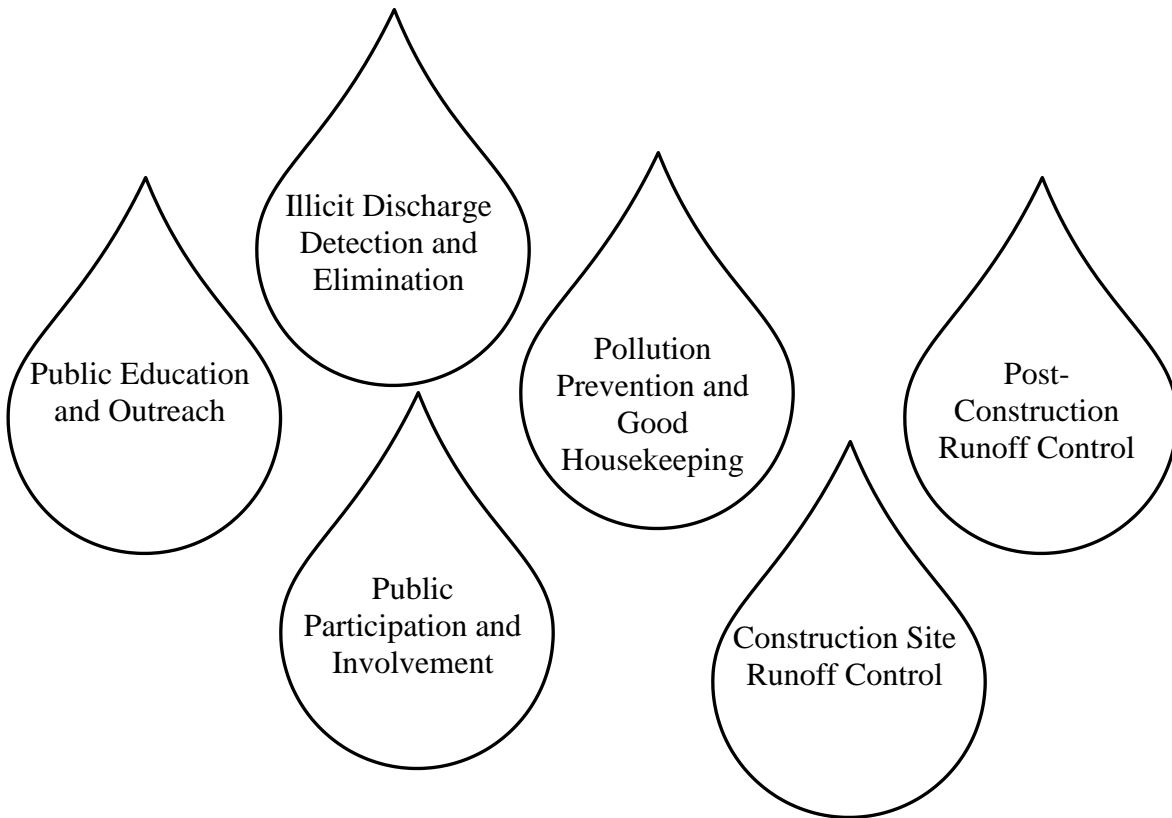 Illicit Discharge
Detection and
Elimination
Public Education
and Outreach
Pollution
Prevention and
Good
Housekeeping
Post-
Construction
Runoff Control
Public
Participation and
Involvement
Construction Site
Runoff Control